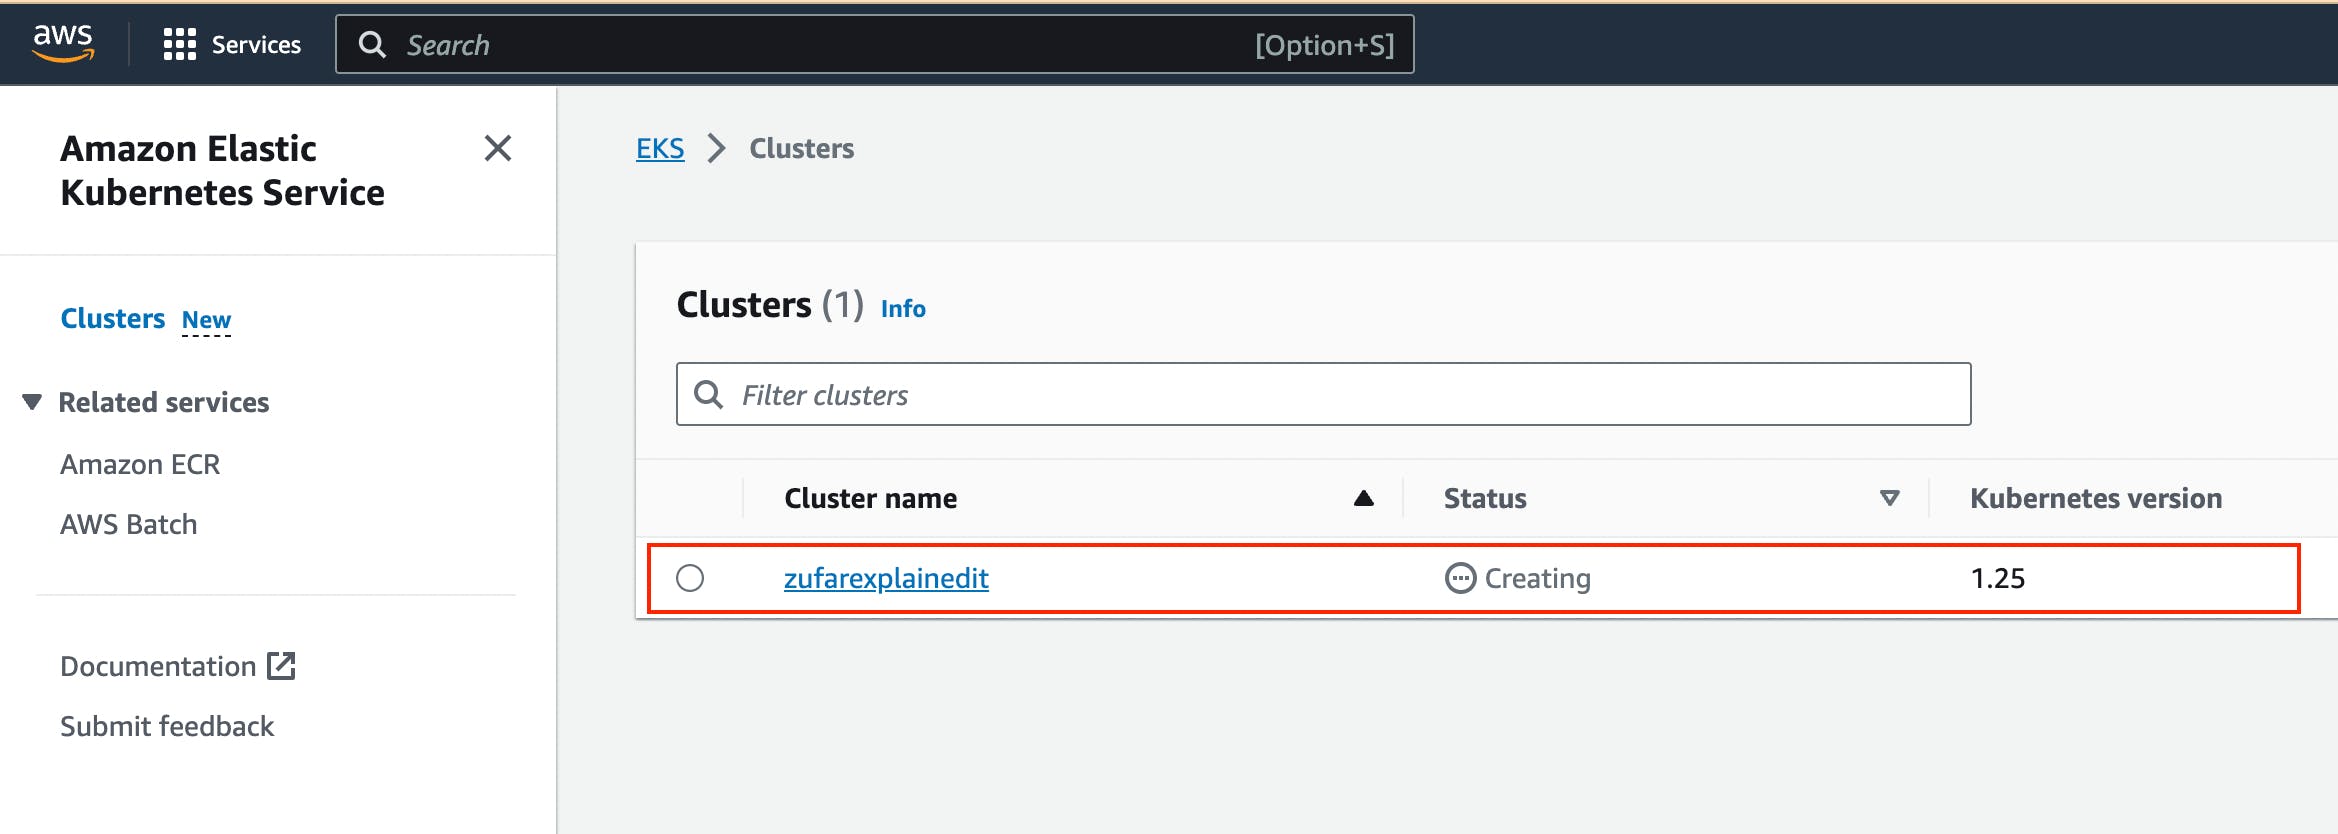 aws
Services
Search
[Option+S]
Amazon Elastic
Kubernetes Service
Clusters New
Related services
Amazon ECR
AWS Batch
Documentation
Submit feedback
EKS
Clusters
Clusters (1) Info
Filter clusters
Cluster name
Status
Kubernetes version
zufarexplainedit
Creating
1.25